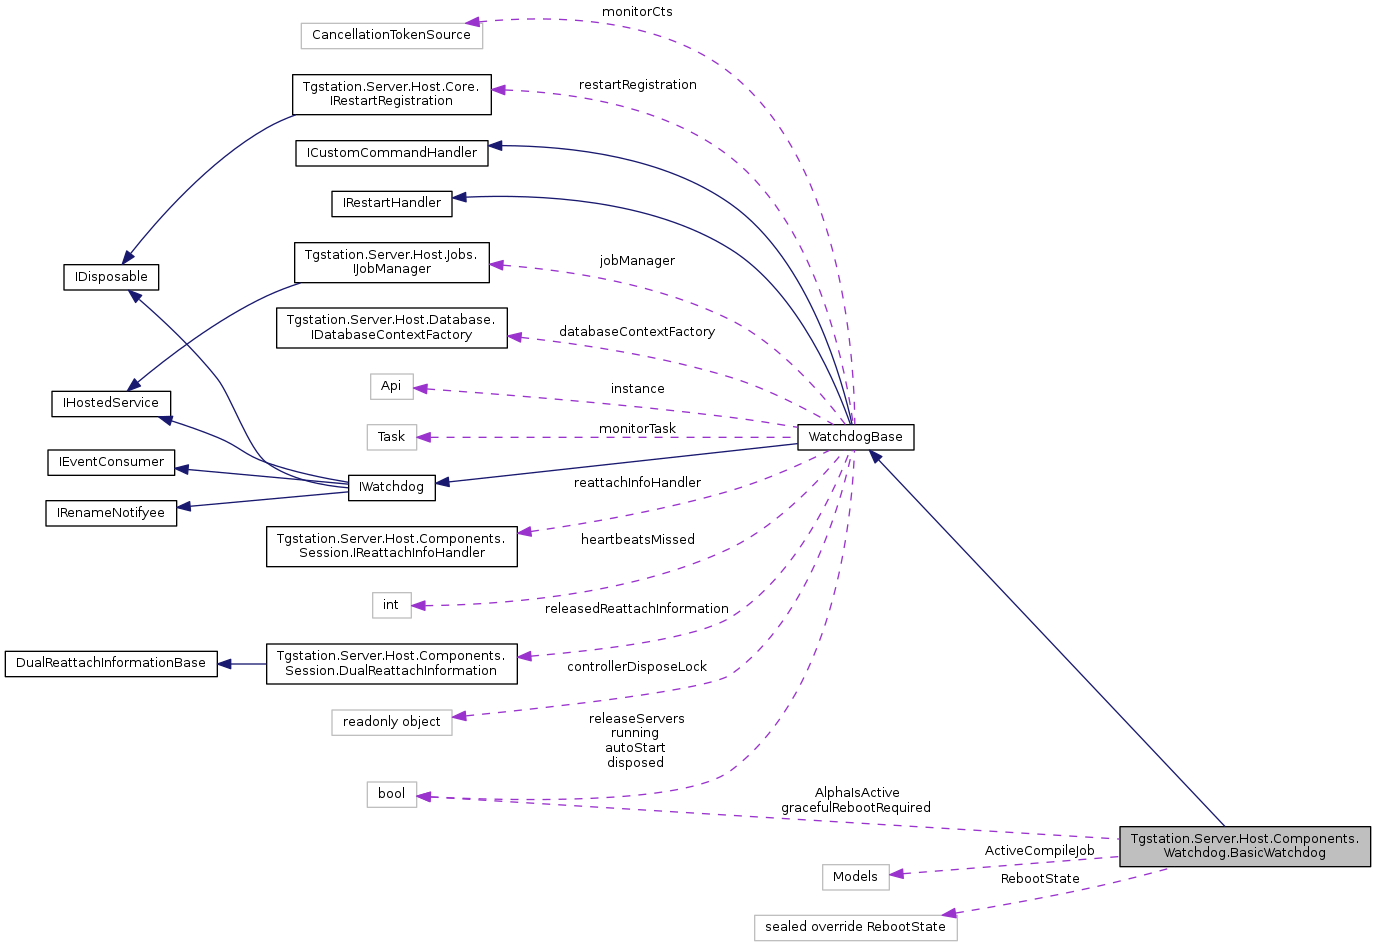 monitorCts
CancellationTokenSource
restartRegistration
Tgstation.Server.Host.Core.
IRestartRegistration
ICustomCommandHandler
IRestartHandler
Tgstation.Server.Host.Jobs.
IJobManager
jobManager
IDisposable
Tgstation.Server.Host.Database.
IDatabaseContextFactory
databaseContextFactory
Api
instance
IHostedService
Task
monitorTask
WatchdogBase
IEventConsumer
IWatchdog
reattachInfoHandler
IRenameNotifyee
Tgstation.Server.Host.Components.
Session.IReattachInfoHandler
heartbeatsMissed
int
releasedReattachInformation
DualReattachInformationBase
Tgstation.Server.Host.Components.
Session.DualReattachInformation
controllerDisposeLock
readonly object
releaseServers
running
autoStart
disposed
bool
AlphaIsActive
gracefulRebootRequired
Tgstation.Server.Host.Components.
Watchdog.BasicWatchdog
ActiveCompileJob
Models
RebootState
sealed override RebootState